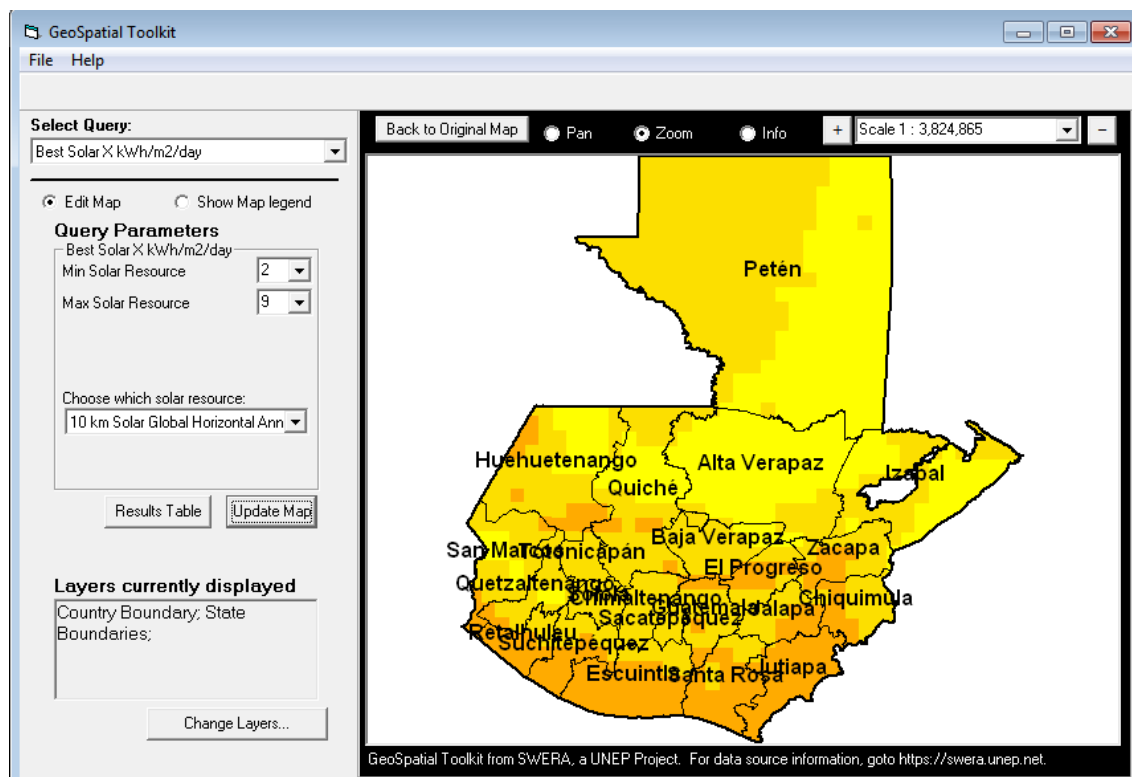 GeoSpatial Toolkit
File Help
Select Query:
Best Solar X kWh/m2/day
Edit Map Show Map legend
Query Parameters
Best Solar X kWh/m2/day
Min Solar Resource 2
Max Solar Resource 9
Choose which solar resource:
10 km Solar Global Horizontal Ann
Results Table Update Map
Layers currently displayed
Country Boundary; State
Boundaries;
Change Layers...
Back to Original Map Pan Zoom Info + Scale 1 : 3,824,865 −
Petén
Huehuetenango
Alta Verapaz
Izabal
Quiché
Baja Verapaz
Zacapa
San Marcos
Totonicapán
El Progreso
Quetzaltenango
Sololá
Chimaltenango
Guatemala
Jalapa
Chiquimula
Sacatepéquez
Retalhuleu
Suchitepéquez
Escuintla
Santa Rosa
Jutiapa
GeoSpatial Toolkit from SWERA, a UNEP Project. For data source information, goto https://swera.unep.net.